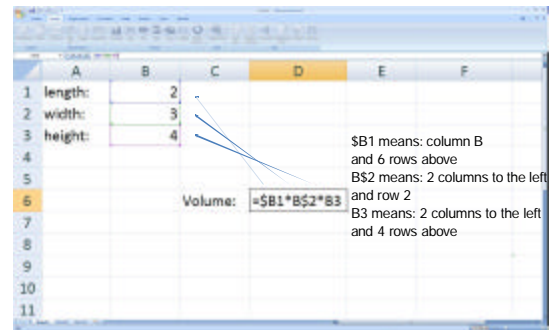 A B C D E F
1 length: 2
2 width: 3
3 height: 4
4
5
6 Volume: =$B1*B$2*B3
7
8
9
10
11
$B1 means: column B
and 6 rows above
B$2 means: 2 columns to the left
and row 2
B3 means: 2 columns to the left
and 4 rows above